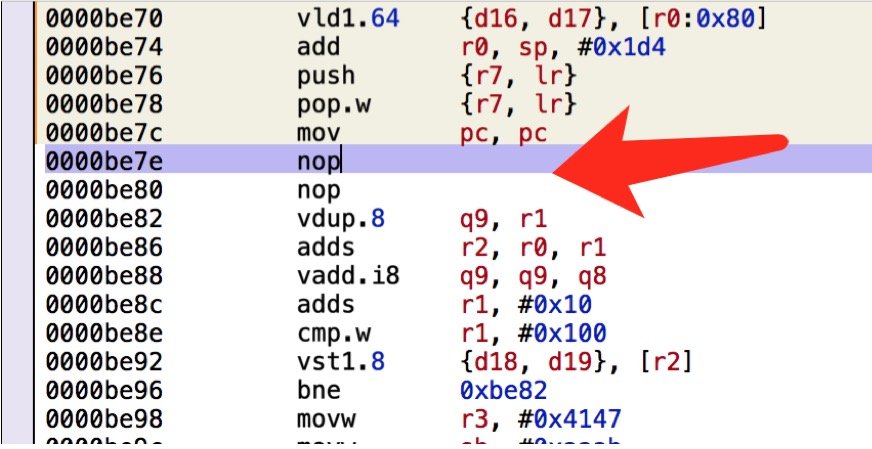 0000be70 vld1.64 {d16, d17}, [r0:0x80]
0000be74 add r0, sp, #0x1d4
0000be76 push {r7, lr}
0000be78 pop.w {r7, lr}
0000be7c mov pc, pc
0000be7e nop
0000be80 nop
0000be82 vdup.8 q9, r1
0000be86 adds r2, r0, r1
0000be88 vadd.i8 q9, q9, q8
0000be8c adds r1, #0x10
0000be8e cmp.w r1, #0x100
0000be92 vst1.8 {d18, d19}, [r2]
0000be96 bne 0xbe82
0000be98 movw r3, #0x4147